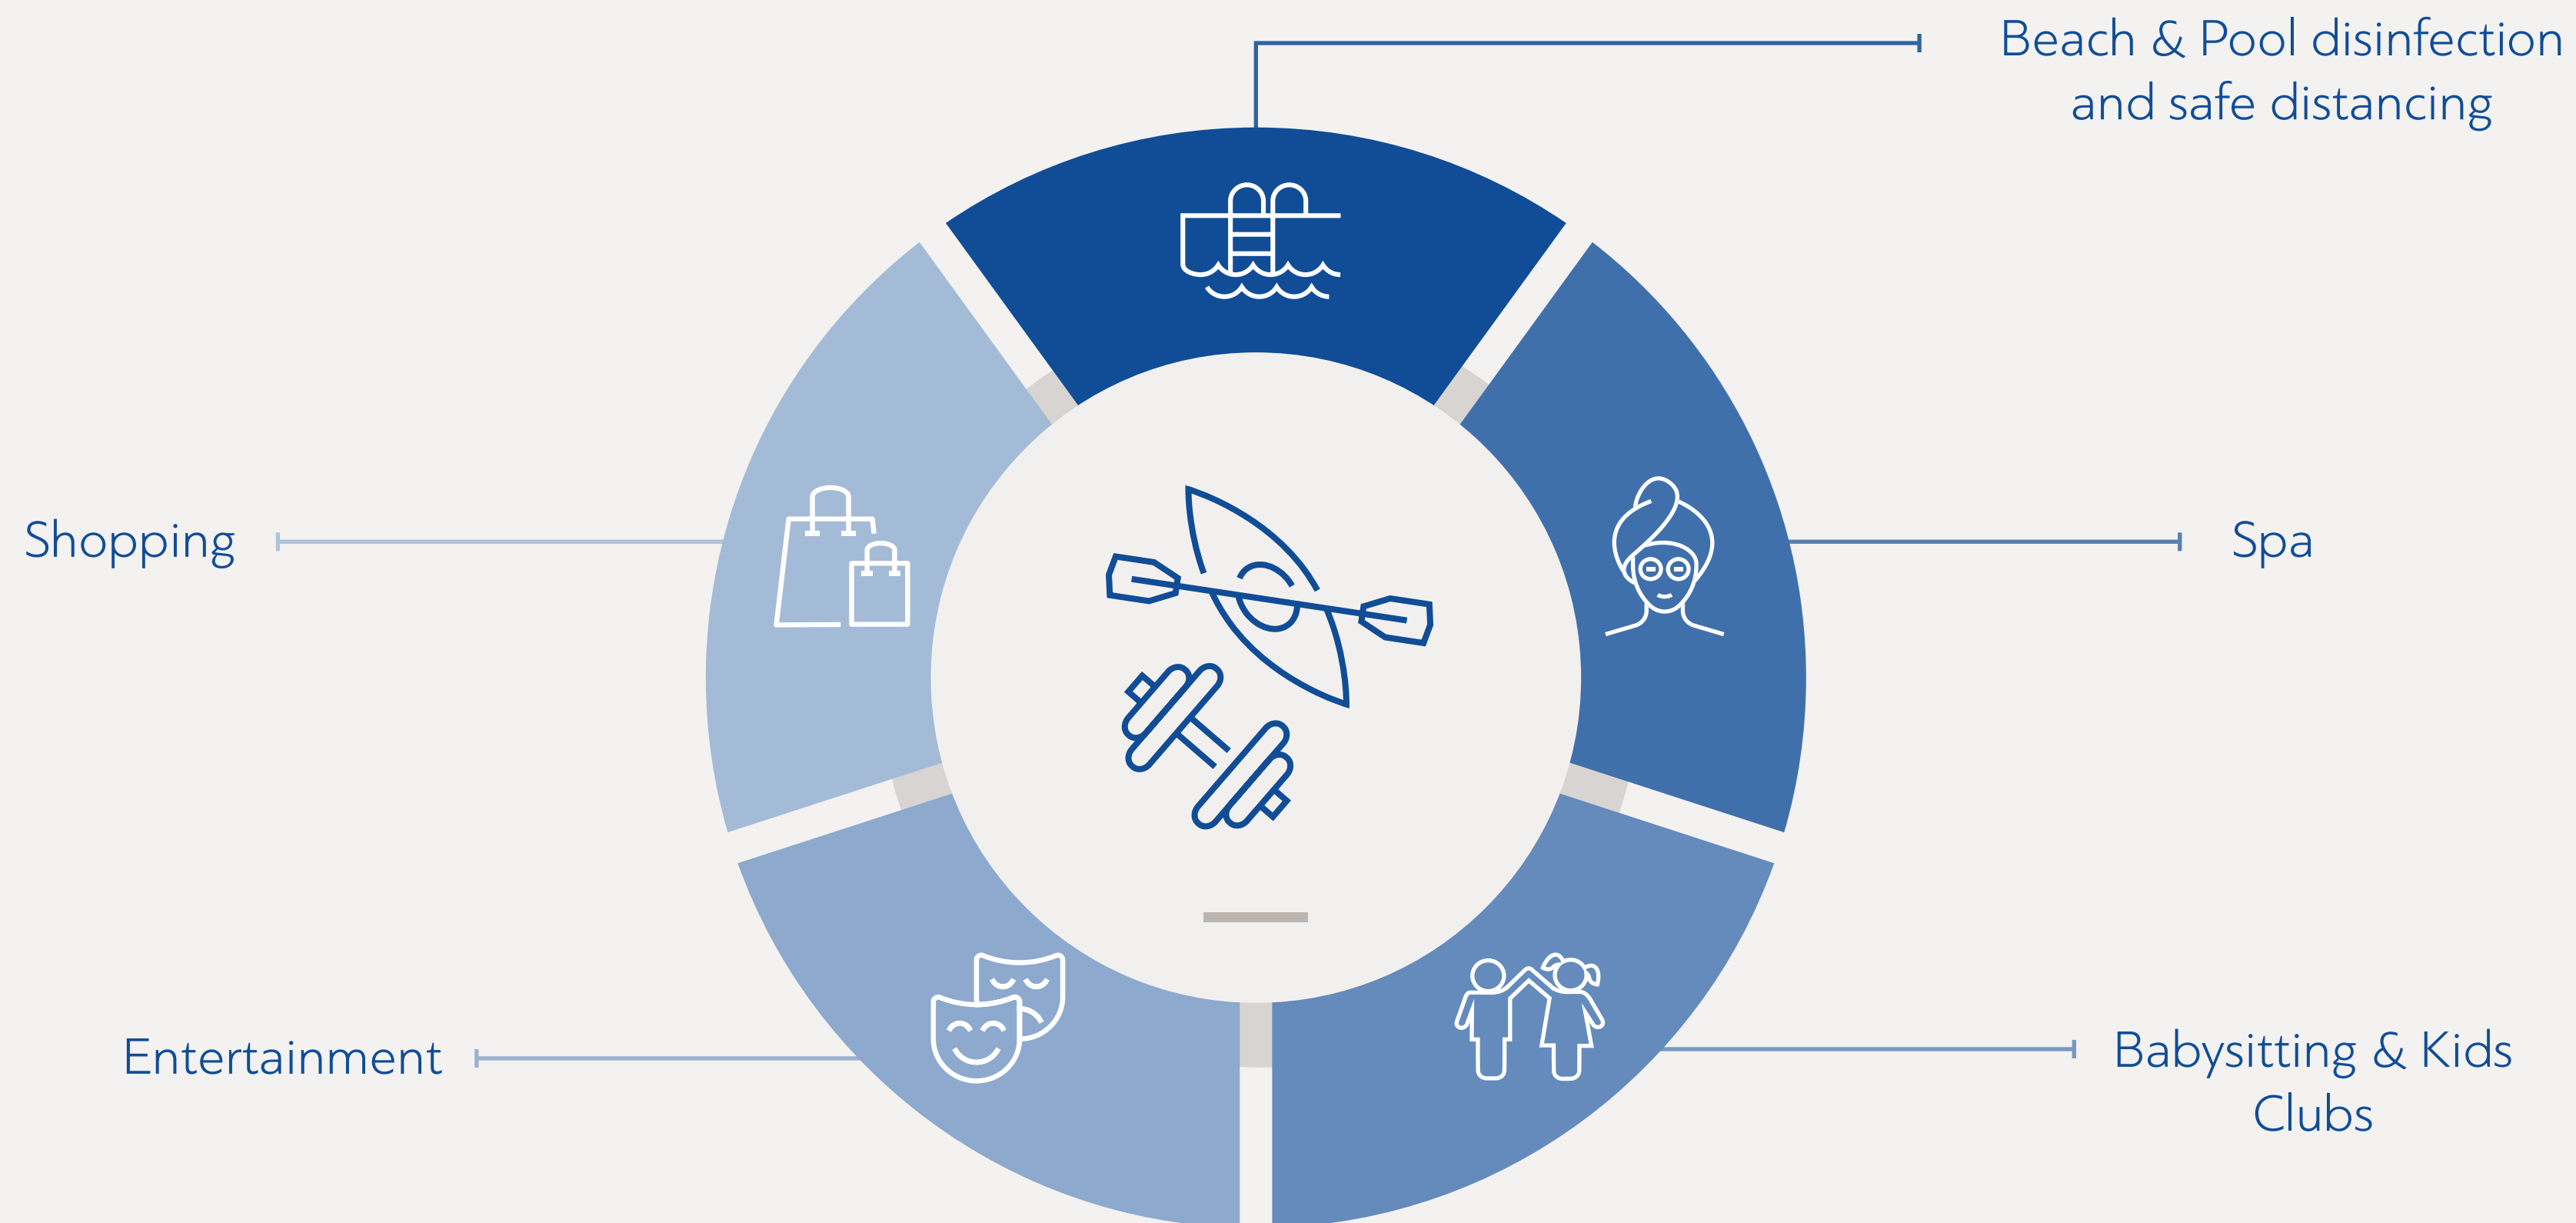 Beach & Pool disinfection
and safe distancing
Shopping
Spa
Entertainment
Babysitting & Kids
Clubs